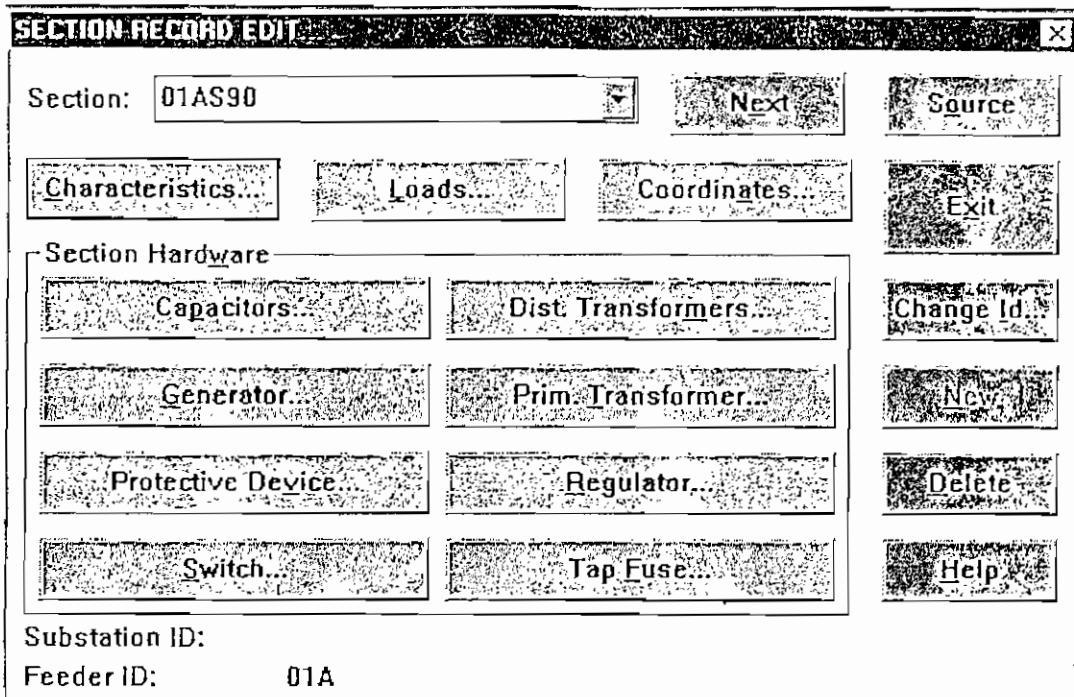 SECTION RECORD EDIT
Section: 01AS90 Next Source
Characteristics... Loads... Coordinates... Exit
Section Hardware
Capacitors... Dist. Transformers... Change Id...
Generator... Prim. Transformer... New
Protective Device... Regulator... Delete
Switch... Tap Fuse... Help
Substation ID:
Feeder ID: 01A